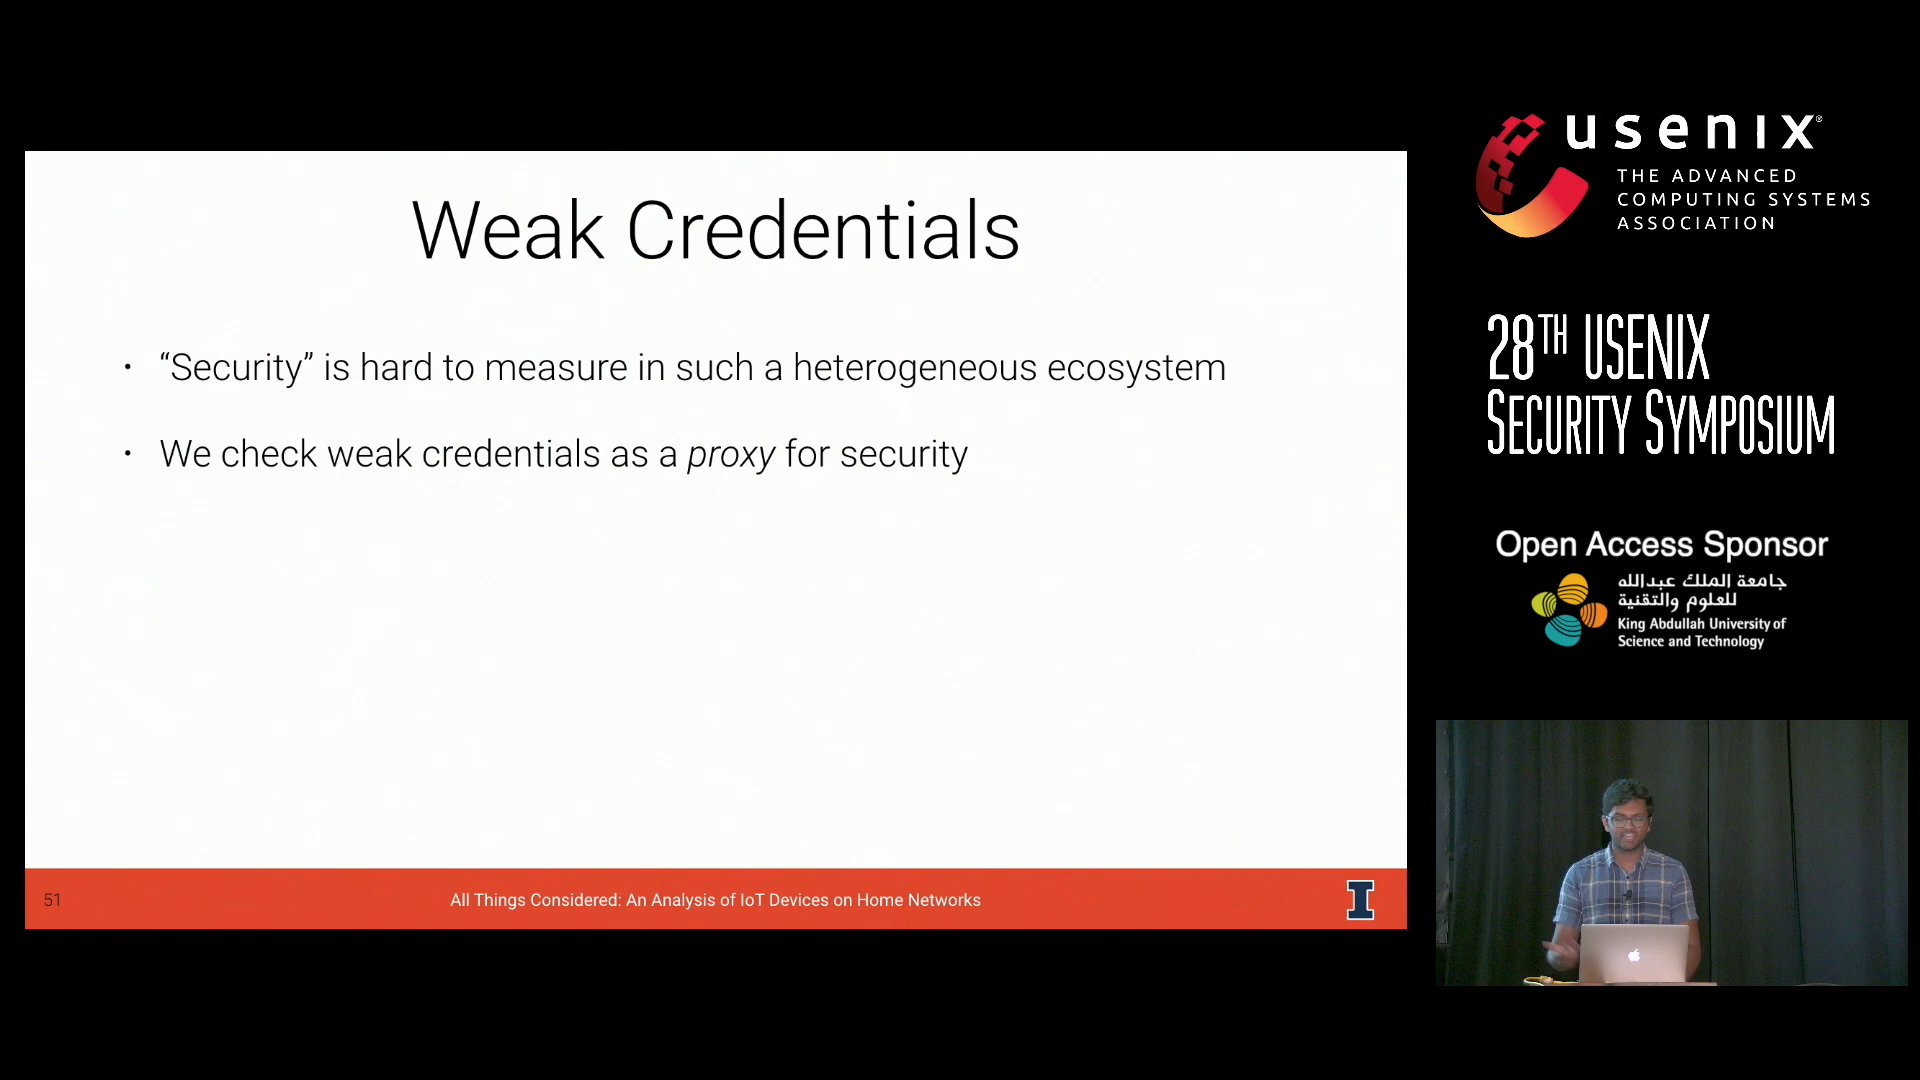 Weak Credentials
• “Security” is hard to measure in such a heterogeneous ecosystem
• We check weak credentials as a proxy for security
51
All Things Considered: An Analysis of IoT Devices on Home Networks
I
usenix®
THE ADVANCED
COMPUTING SYSTEMS
ASSOCIATION
28TH USENIX
SECURITY SYMPOSIUM
Open Access Sponsor
جامعة الملك عبدالله
للعلوم والتقنية
King Abdullah University of
Science and Technology